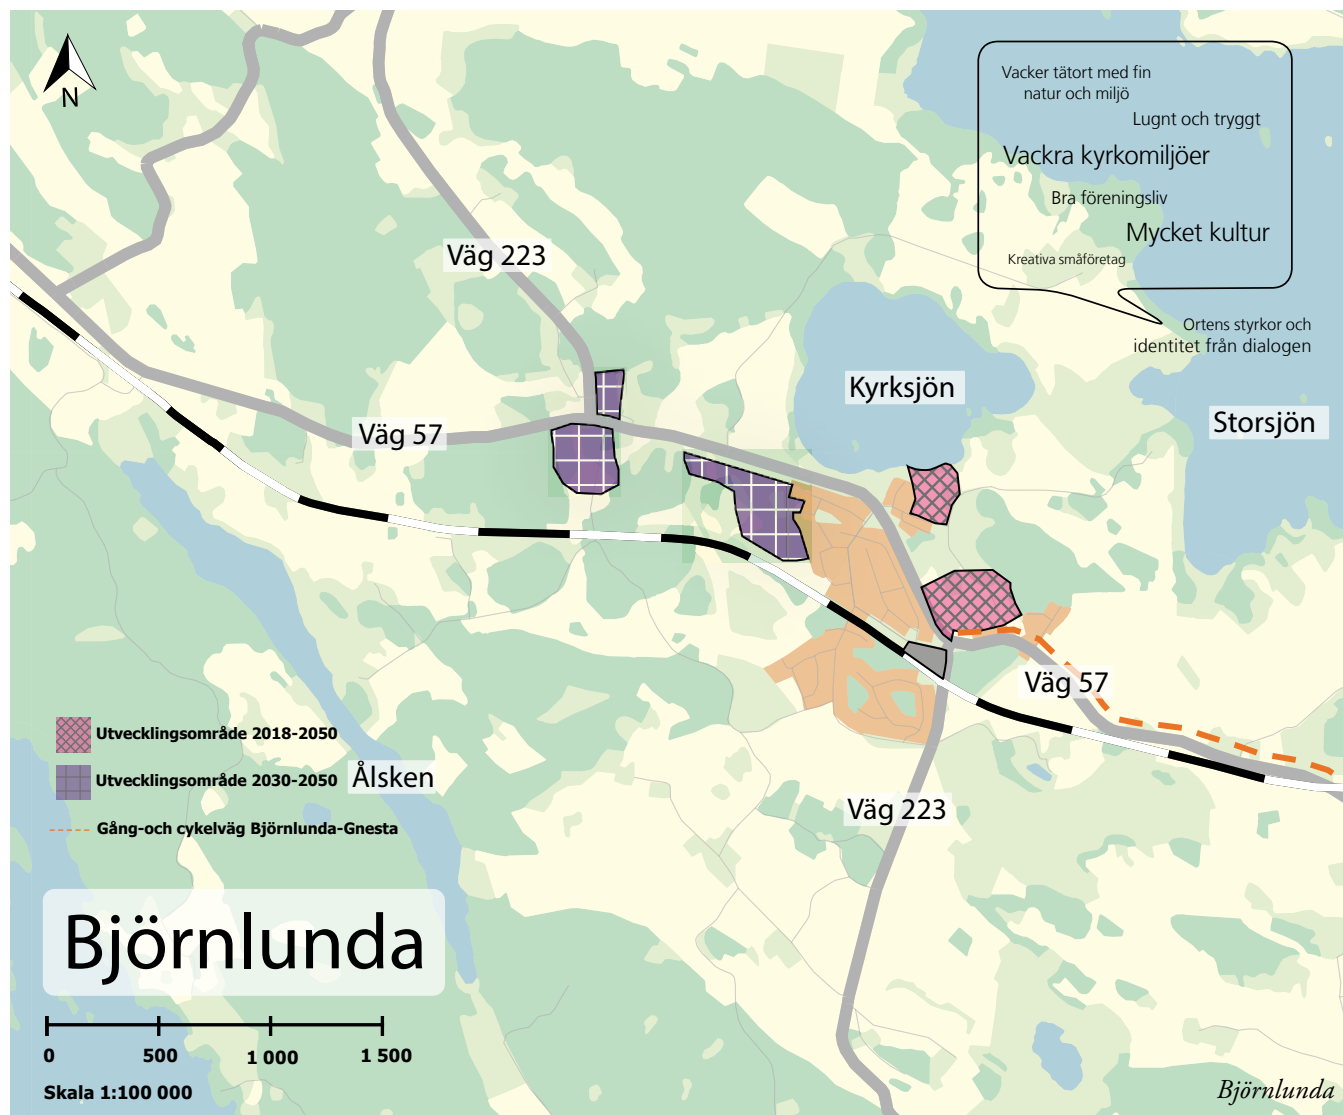 N
Vacker tätort med fin
natur och miljö
Lugnt och tryggt
Vackra kyrkomiljöer
Bra föreningsliv
Mycket kultur
Kreativa småföretag
Ortens styrkor och
identitet från dialogen
Väg 223
Kyrksjön
Storsjön
Väg 57
Väg 57
Utvecklingsområde 2018-2050
Utvecklingsområde 2030-2050
Ålsken
Väg 223
Gång-och cykelväg Björnlunda-Gnesta
Björnlunda
0 500 1 000 1 500
Skala 1:100 000
Björnlunda